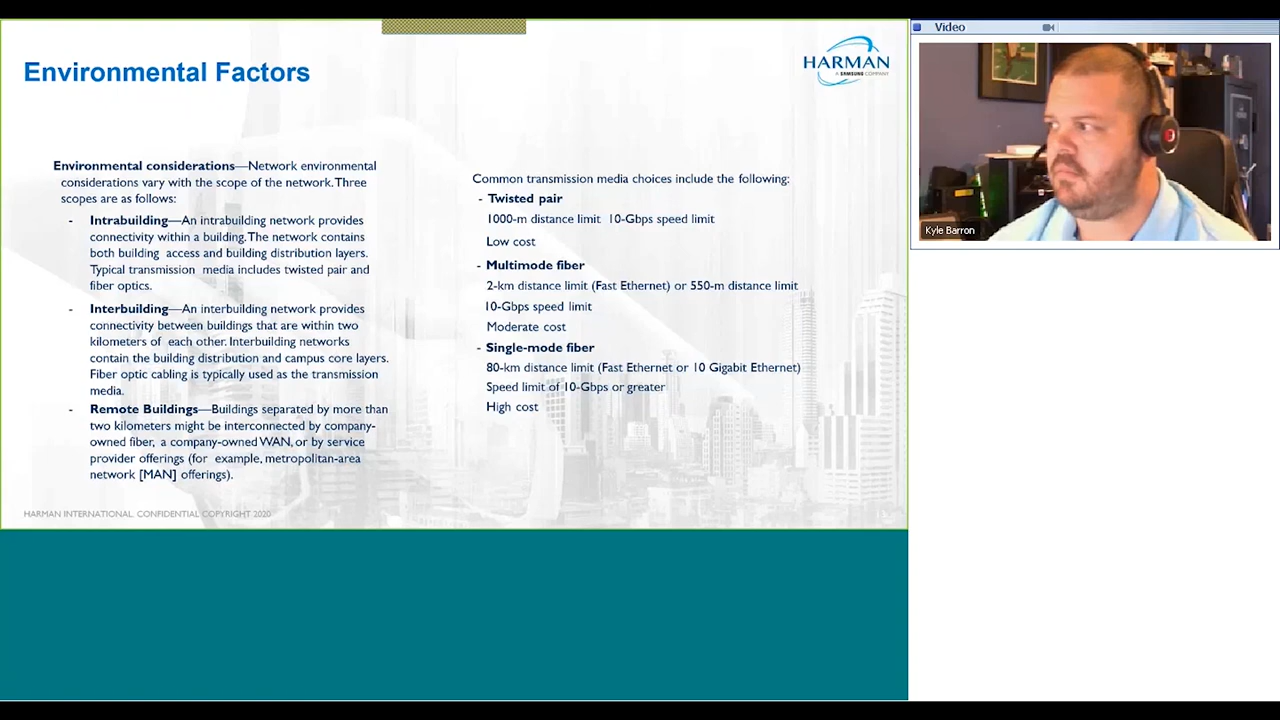 Environmental Factors
HARMAN
A SAMSUNG COMPANY
Environmental considerations—Network environmental
considerations vary with the scope of the network. Three
scopes are as follows:
- Intrabuilding—An intrabuilding network provides
connectivity within a building. The network contains
both building access and building distribution layers.
Typical transmission media includes twisted pair and
fiber optics.
- Interbuilding—An interbuilding network provides
connectivity between buildings that are within two
kilometers of each other. Interbuilding networks
contain the building distribution and campus core layers.
Fiber optic cabling is typically used as the transmission
media.
- Remote Buildings—Buildings separated by more than
two kilometers might be interconnected by company-
owned fiber, a company-owned WAN, or by service
provider offerings (for example, metropolitan-area
network [MAN] offerings).
Common transmission media choices include the following:
- Twisted pair
1000-m distance limit 10-Gbps speed limit
Low cost
- Multimode fiber
2-km distance limit (Fast Ethernet) or 550-m distance limit
10-Gbps speed limit
Moderate cost
- Single-mode fiber
80-km distance limit (Fast Ethernet or 10 Gigabit Ethernet)
Speed limit of 10-Gbps or greater
High cost
HARMAN INTERNATIONAL. CONFIDENTIAL COPYRIGHT 2020
Video
Kyle Barron